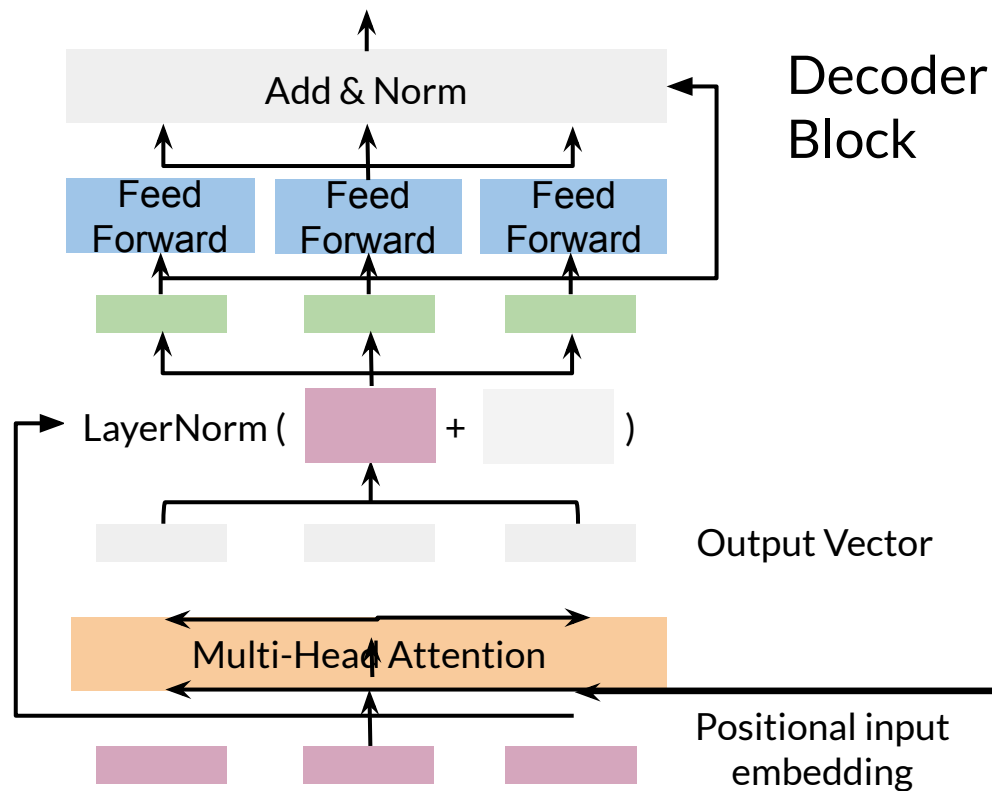 Decoder
Block
Add & Norm
Feed
Forward
Feed
Forward
Feed
Forward
LayerNorm ( + )
Output Vector
Multi-Head Attention
Positional input
embedding